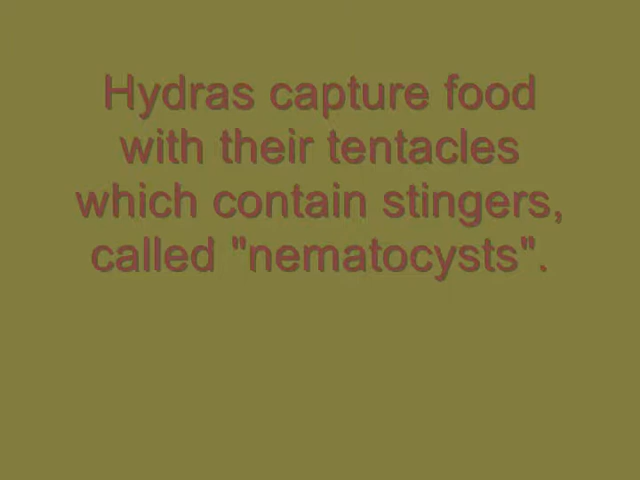 Hydras capture food
with their tentacles
which contain stingers,
called "nematocysts".